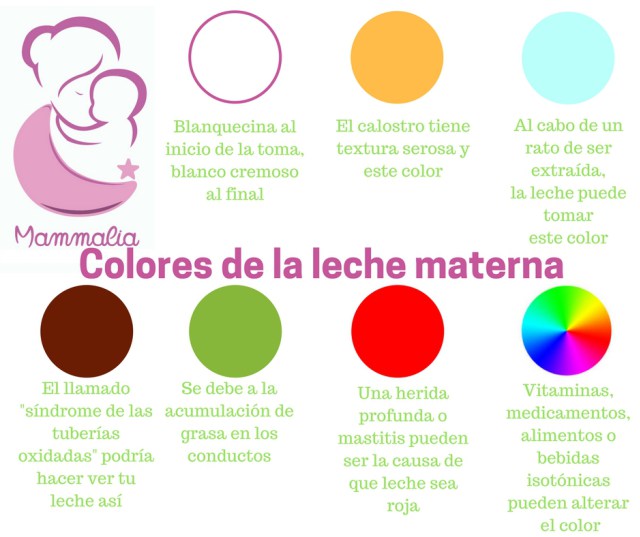 Mammalia
Blanquecina al
inicio de la toma,
blanco cremoso
al final
El calostro tiene
textura serosa y
este color
Al cabo de un
rato de ser
extraída,
la leche puede
tomar
este color
Colores de la leche materna
El llamado
"síndrome de las
tuberías
oxidadas" podría
hacer ver tu
leche así
Se debe a la
acumulación de
grasa en los
conductos
Una herida
profunda o
mastitis pueden
ser la causa de
que leche sea
roja
Vitaminas,
medicamentos,
alimentos o
bebidas
isotónicas
pueden alterar
el color